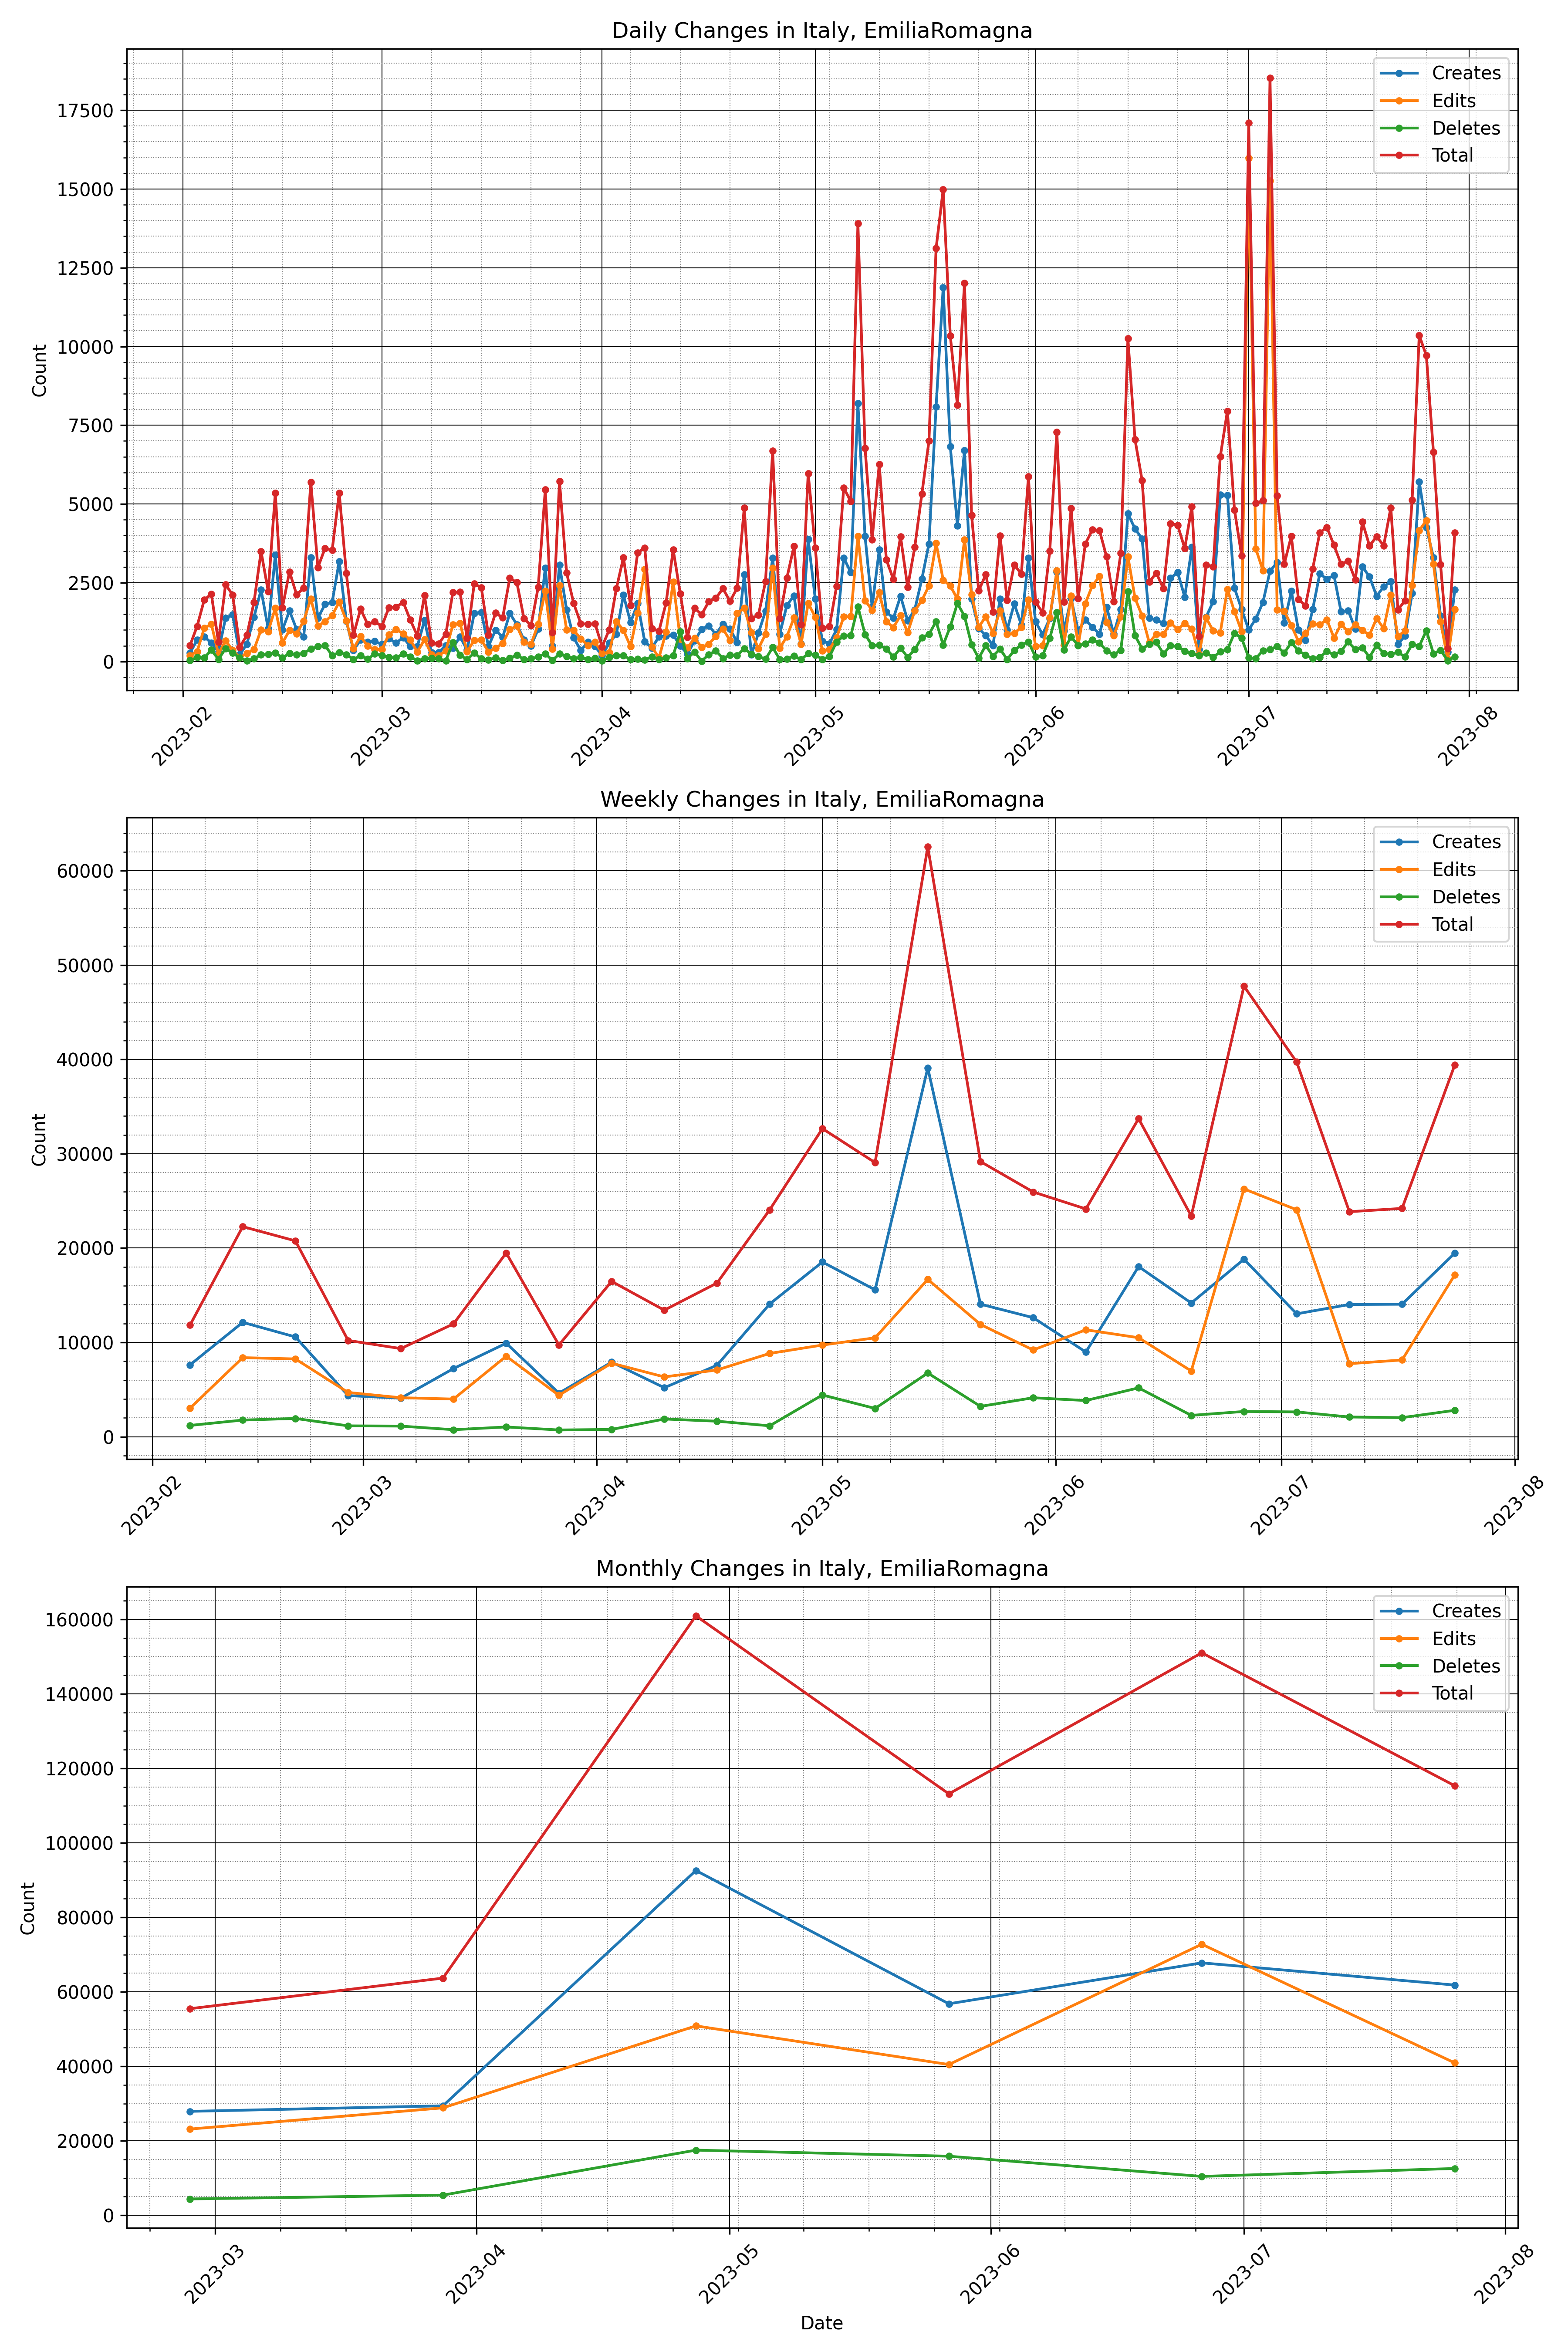 Daily Changes in Italy, EmiliaRomagna
Creates
Edits
Deletes
Total
17500
15000
12500
10000
7500
5000
2500
0
Count
2023-02
2023-03
2023-04
2023-05
2023-06
2023-07
2023-08
Weekly Changes in Italy, EmiliaRomagna
Creates
Edits
Deletes
Total
60000
50000
40000
30000
20000
10000
0
Count
2023-02
2023-03
2023-04
2023-05
2023-06
2023-07
2023-08
Monthly Changes in Italy, EmiliaRomagna
Creates
Edits
Deletes
Total
160000
140000
120000
100000
80000
60000
40000
20000
0
Count
2023-03
2023-04
2023-05
2023-06
2023-07
2023-08
Date